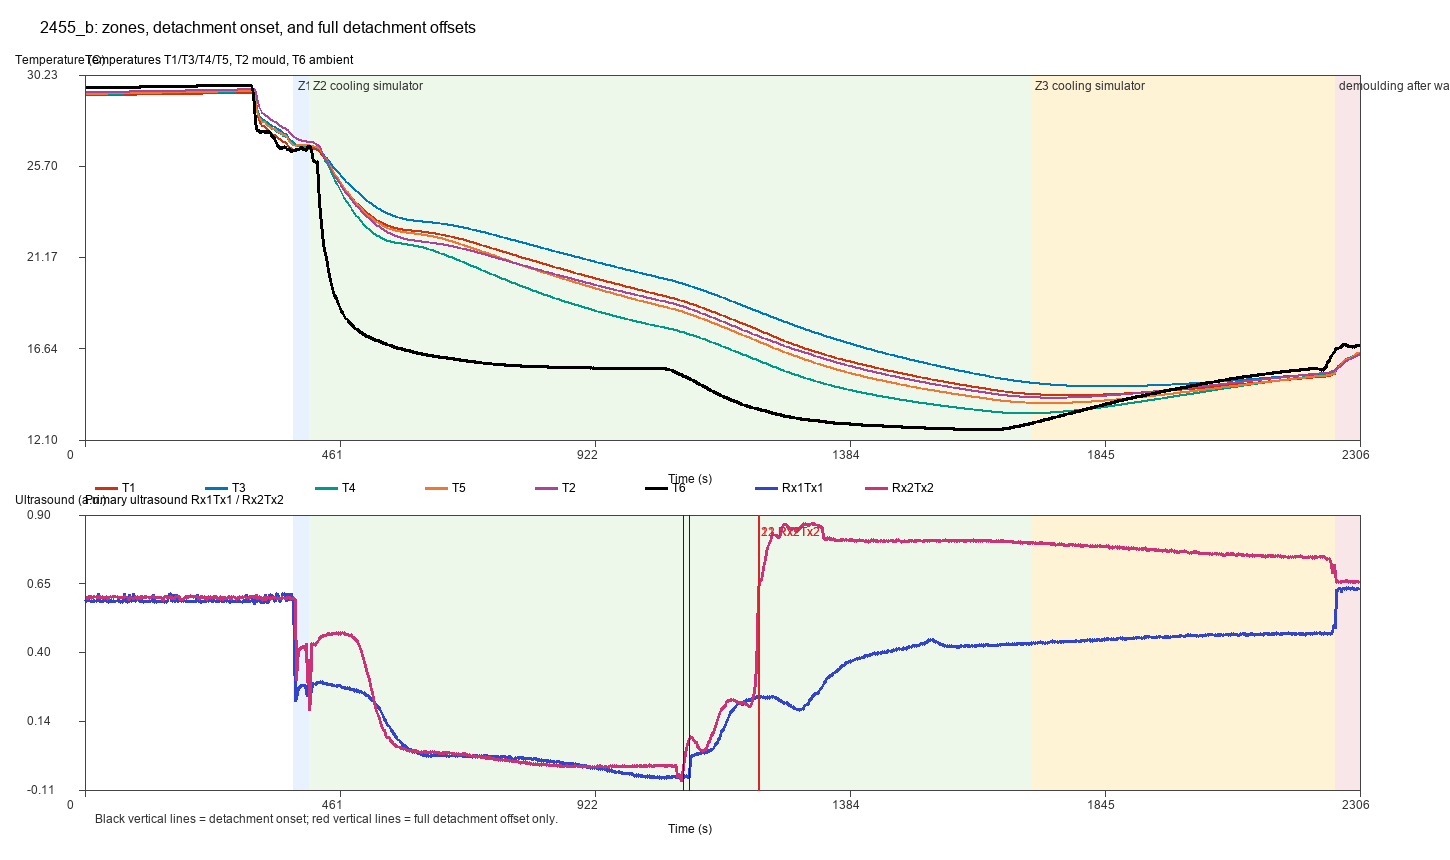 2455_b: zones, detachment onset, and full detachment offsets
Temperature (C)
Temperatures T1/T3/T4/T5, T2 mould, T6 ambient
30.23
25.70
21.17
16.64
12.10
Z1
Z2 cooling simulator
Z3 cooling simulator
demoulding after wa
0
461
922
1384
1845
2306
Time (s)
T1
T3
T4
T5
T2
T6
Rx1Tx1
Rx2Tx2
Ultrasound (a.u.)
Primary ultrasound Rx1Tx1 / Rx2Tx2
0.90
0.65
0.40
0.14
-0.11
Rx2Tx2
0
461
922
1384
1845
2306
Black vertical lines = detachment onset; red vertical lines = full detachment offset only.
Time (s)